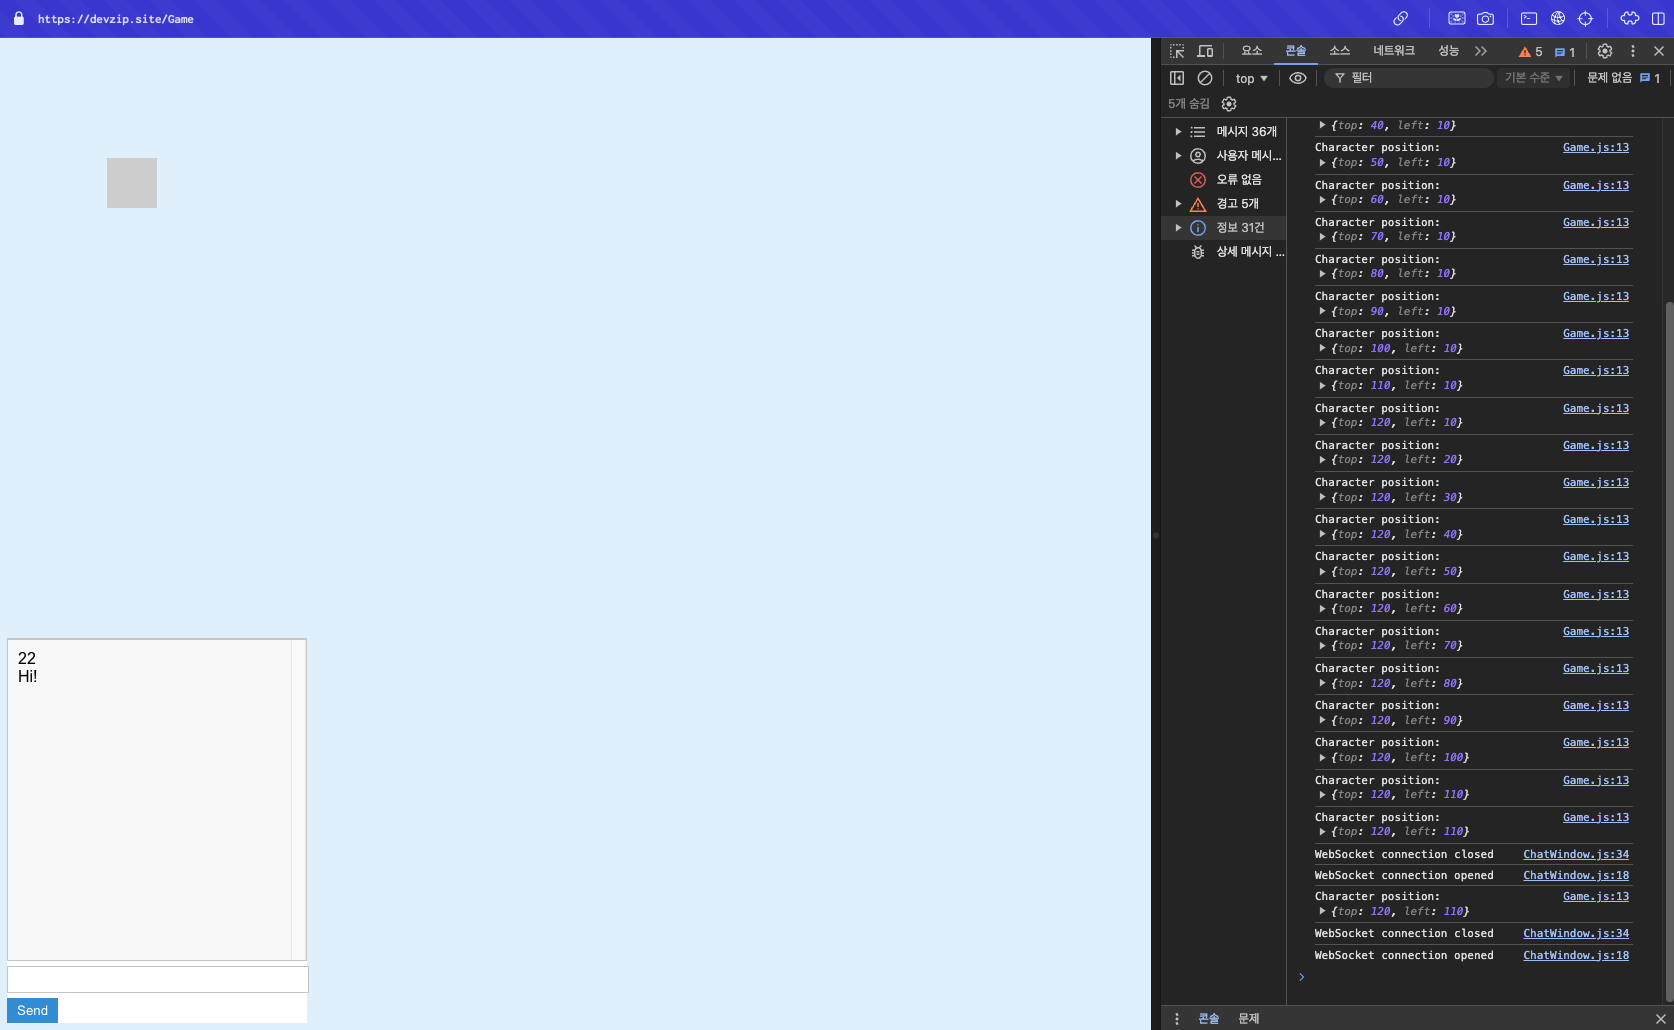 https://devzip.site/Game
요소 콘솔 소스 네트워크 성능 5 1
top 필터 기본 수준 문제 없음 1
5개 숨김
메시지 36개
사용자 메시...
오류 없음
경고 5개
정보 31건
상세 메시지 ...
{top: 40, left: 10}
Character position: Game.js:13
{top: 50, left: 10}
Character position: Game.js:13
{top: 60, left: 10}
Character position: Game.js:13
{top: 70, left: 10}
Character position: Game.js:13
{top: 80, left: 10}
Character position: Game.js:13
{top: 90, left: 10}
Character position: Game.js:13
{top: 100, left: 10}
Character position: Game.js:13
{top: 110, left: 10}
Character position: Game.js:13
{top: 120, left: 10}
Character position: Game.js:13
{top: 120, left: 20}
Character position: Game.js:13
{top: 120, left: 30}
Character position: Game.js:13
{top: 120, left: 40}
Character position: Game.js:13
{top: 120, left: 50}
Character position: Game.js:13
{top: 120, left: 60}
Character position: Game.js:13
{top: 120, left: 70}
Character position: Game.js:13
{top: 120, left: 80}
Character position: Game.js:13
{top: 120, left: 90}
Character position: Game.js:13
{top: 120, left: 100}
Character position: Game.js:13
{top: 120, left: 110}
Character position: Game.js:13
{top: 120, left: 110}
WebSocket connection closed ChatWindow.js:34
WebSocket connection opened ChatWindow.js:18
Character position: Game.js:13
{top: 120, left: 110}
WebSocket connection closed ChatWindow.js:34
WebSocket connection opened ChatWindow.js:18
22
Hi!
Send
콘솔 문제